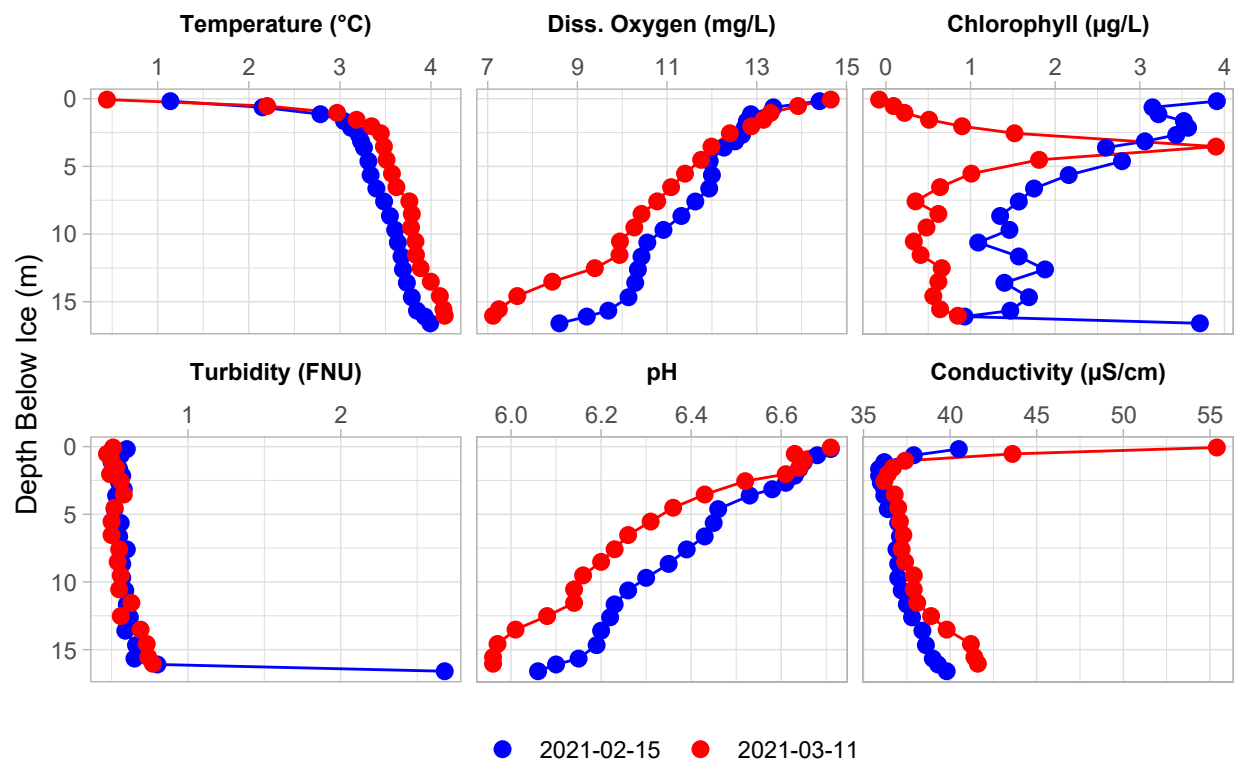 Temperature (°C) Diss. Oxygen (mg/L) Chlorophyll (µg/L)
1 2 3 4 7 9 11 13 15 0 1 2 3 4
0
5
10
15
Depth Below Ice (m)
Turbidity (FNU) pH Conductivity (µS/cm)
1 2 6.0 6.2 6.4 6.6 35 40 45 50 55
0
5
10
15
2021-02-15 2021-03-11